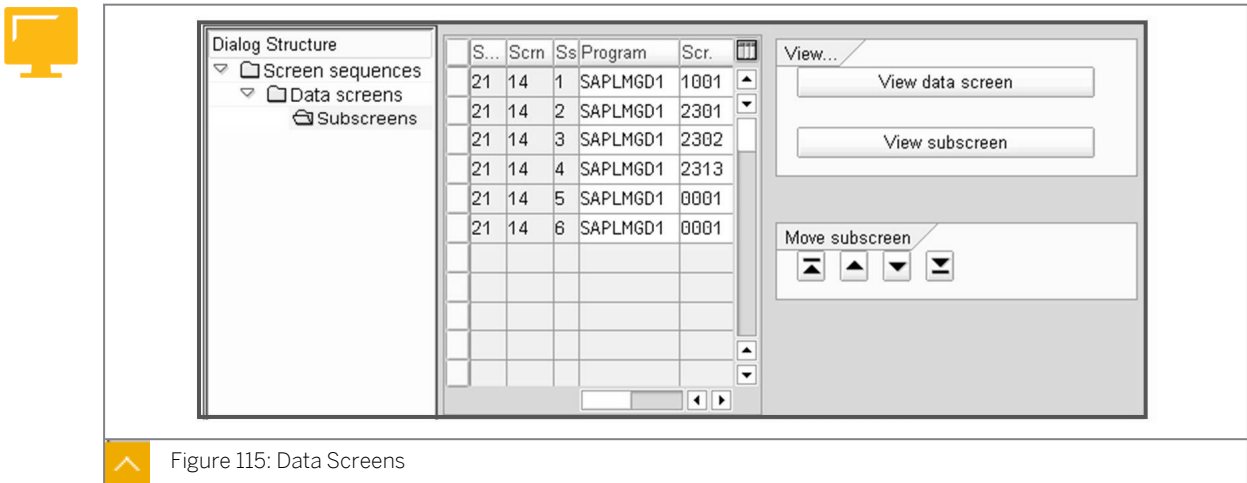 Dialog Structure
Screen sequences
Data screens
Subscreens
S... Scrn Ss Program Scr.
21 14 1 SAPLMGD1 1001
21 14 2 SAPLMGD1 2301
21 14 3 SAPLMGD1 2302
21 14 4 SAPLMGD1 2313
21 14 5 SAPLMGD1 0001
21 14 6 SAPLMGD1 0001
View...
View data screen
View subscreen
Move subscreen
Figure 115: Data Screens